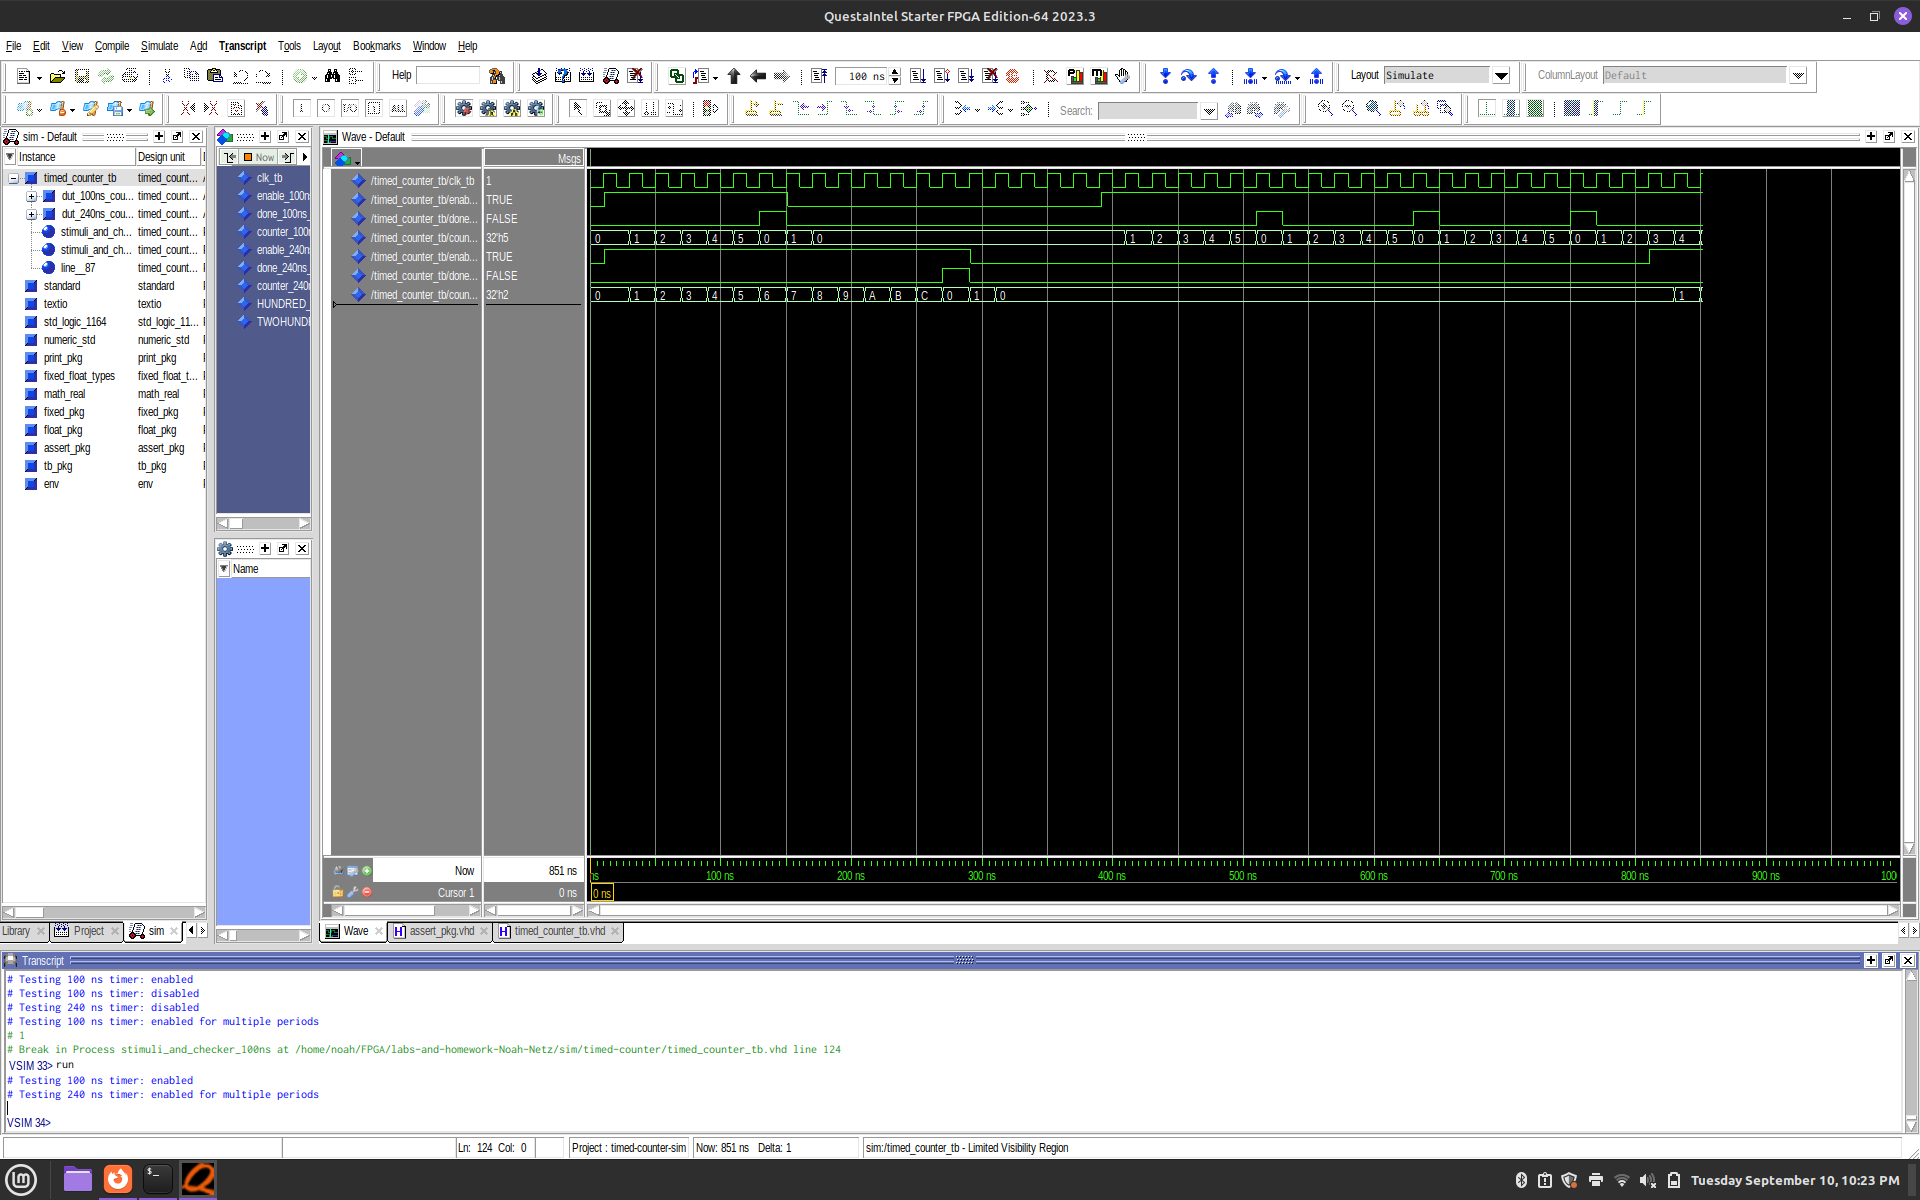 QuestaIntel Starter FPGA Edition-64 2023.3
File Edit View Compile Simulate Add Transcript Tools Layout Bookmarks Window Help
Help
100 ns
Layout Simulate
ColumnLayout Default
ALL
Search:
sim - Default
Wave - Default
Instance Design unit
Now
Msgs
timed_counter_tb timed_count...
dut_100ns_cou... timed_count...
dut_240ns_cou... timed_count...
stimuli_and_ch... timed_count...
stimuli_and_ch... timed_count...
line__87 timed_count...
standard standard
textio textio
std_logic_1164 std_logic_11...
numeric_std numeric_std
print_pkg print_pkg
fixed_float_types fixed_float_t...
math_real math_real
fixed_pkg fixed_pkg
float_pkg float_pkg
assert_pkg assert_pkg
tb_pkg tb_pkg
env env
clk_tb
enable_100n
done_100ns_
counter_100n
enable_240n
done_240ns_
counter_240n
HUNDRED_
TWOHUNDR
Name
/timed_counter_tb/clk_tb 1
/timed_counter_tb/enab... TRUE
/timed_counter_tb/done... FALSE
/timed_counter_tb/coun... 32'h5 0 1 2 3 4 5 0 1 0 1 2 3 4 5 0 1 2 3 4 5 0 1 2 3 4 5 0 1 2 3 4
/timed_counter_tb/enab... TRUE
/timed_counter_tb/done... FALSE
/timed_counter_tb/coun... 32'h2 0 1 2 3 4 5 6 7 8 9 A B C 0 1 0 1
Now 851 ns
ns 100 ns 200 ns 300 ns 400 ns 500 ns 600 ns 700 ns 800 ns 900 ns 100
Cursor 1 0 ns 0 ns
Library Project sim
Wave assert_pkg.vhd timed_counter_tb.vhd
Transcript
# Testing 100 ns timer: enabled
# Testing 100 ns timer: disabled
# Testing 240 ns timer: disabled
# Testing 100 ns timer: enabled for multiple periods
# 1
# Break in Process stimuli_and_checker_100ns at /home/noah/FPGA/labs-and-homework-Noah-Netz/sim/timed-counter/timed_counter_tb.vhd line 124
VSIM 33> run
# Testing 100 ns timer: enabled
# Testing 240 ns timer: enabled for multiple periods
VSIM 34>
Ln: 124 Col: 0 Project : timed-counter-sim Now: 851 ns Delta: 1 sim:/timed_counter_tb - Limited Visibility Region
Tuesday September 10, 10:23 PM